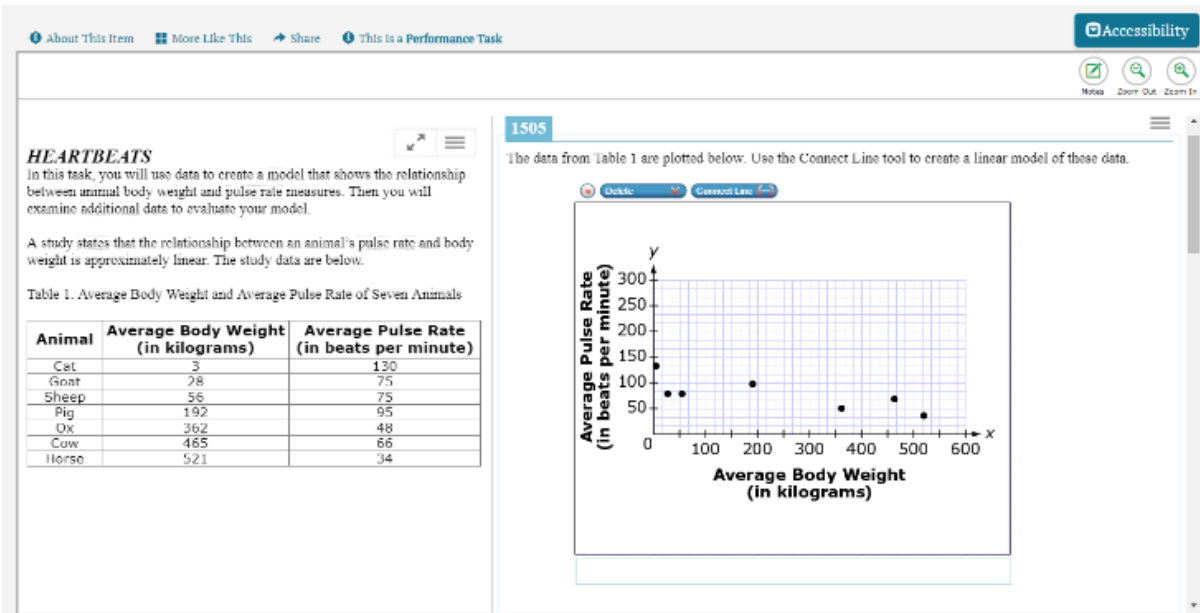 About This Item More Like This Share This is a Performance Task
Accessibility
Notes Zoom Out Zoom In
HEARTBEATS
In this task, you will use data to create a model that shows the relationship
between animal body weight and pulse rate measures. Then you will
examine additional data to evaluate your model.
A study states that the relationship between an animal's pulse rate and body
weight is approximately linear. The study data are below.
Table 1. Average Body Weight and Average Pulse Rate of Seven Animals
Animal Average Body Weight (in kilograms) Average Pulse Rate (in beats per minute)
Cat 3 130
Goat 28 75
Sheep 56 75
Pig 192 95
Ox 362 48
Cow 465 66
Horse 521 34
1505
The data from Table 1 are plotted below. Use the Connect Line tool to create a linear model of these data.
Delete Connect Line
y
Average Pulse Rate
(in beats per minute)
300
250
200
150
100
50
0 100 200 300 400 500 600 x
Average Body Weight
(in kilograms)